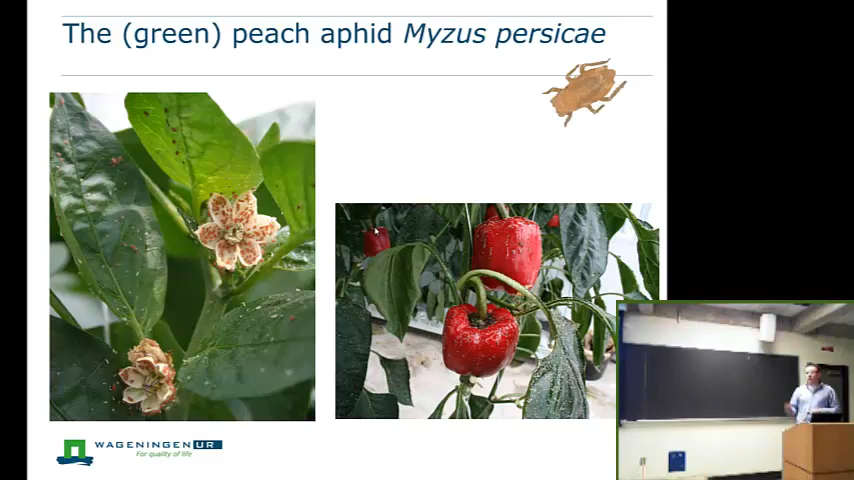 The (green) peach aphid Myzus persicae
WAGENINGEN UR
For quality of life